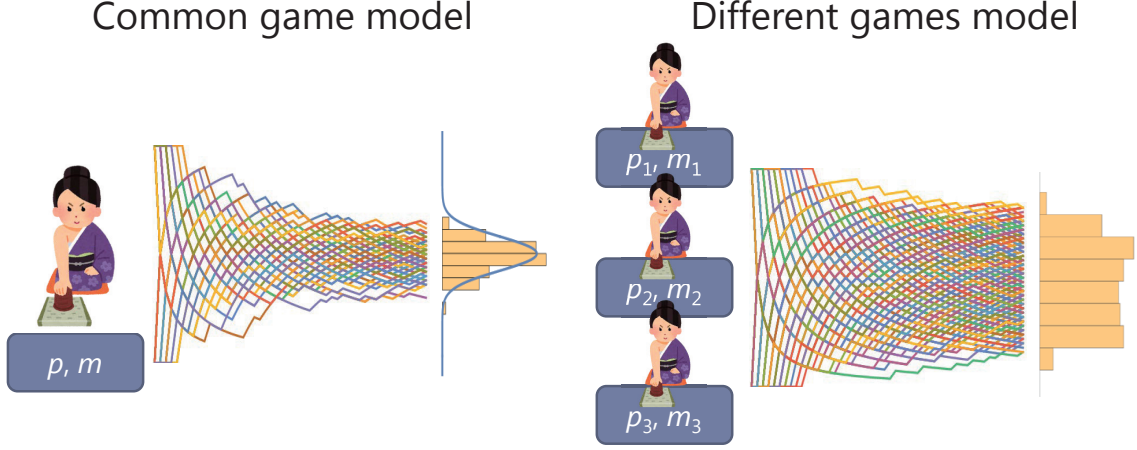 Common game model
Different games model
p, m
p₁, m₁
p₂, m₂
p₃, m₃